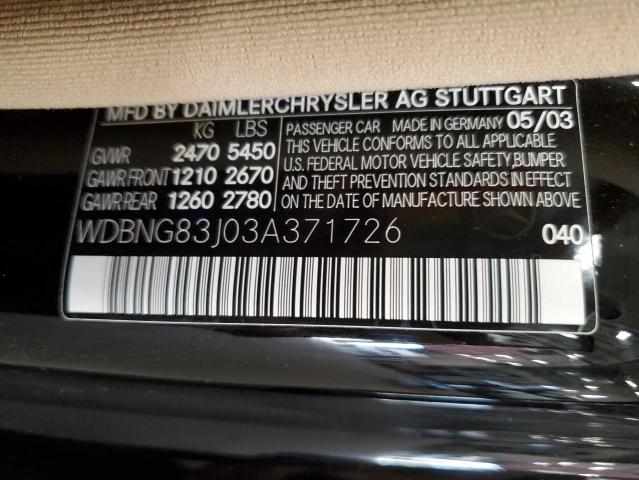 MFD BY DAIMLERCHRYSLER AG STUTTGART
KG LBS
GVWR 2470 5450
GAWR FRONT 1210 2670
GAWR REAR 1260 2780
PASSENGER CAR MADE IN GERMANY 05/03
THIS VEHICLE CONFORMS TO ALL APPLICABLE
U.S. FEDERAL MOTOR VEHICLE SAFETY, BUMPER
AND THEFT PREVENTION STANDARDS IN EFFECT
ON THE DATE OF MANUFACTURE SHOWN ABOVE
WDBNG83J03A371726 040